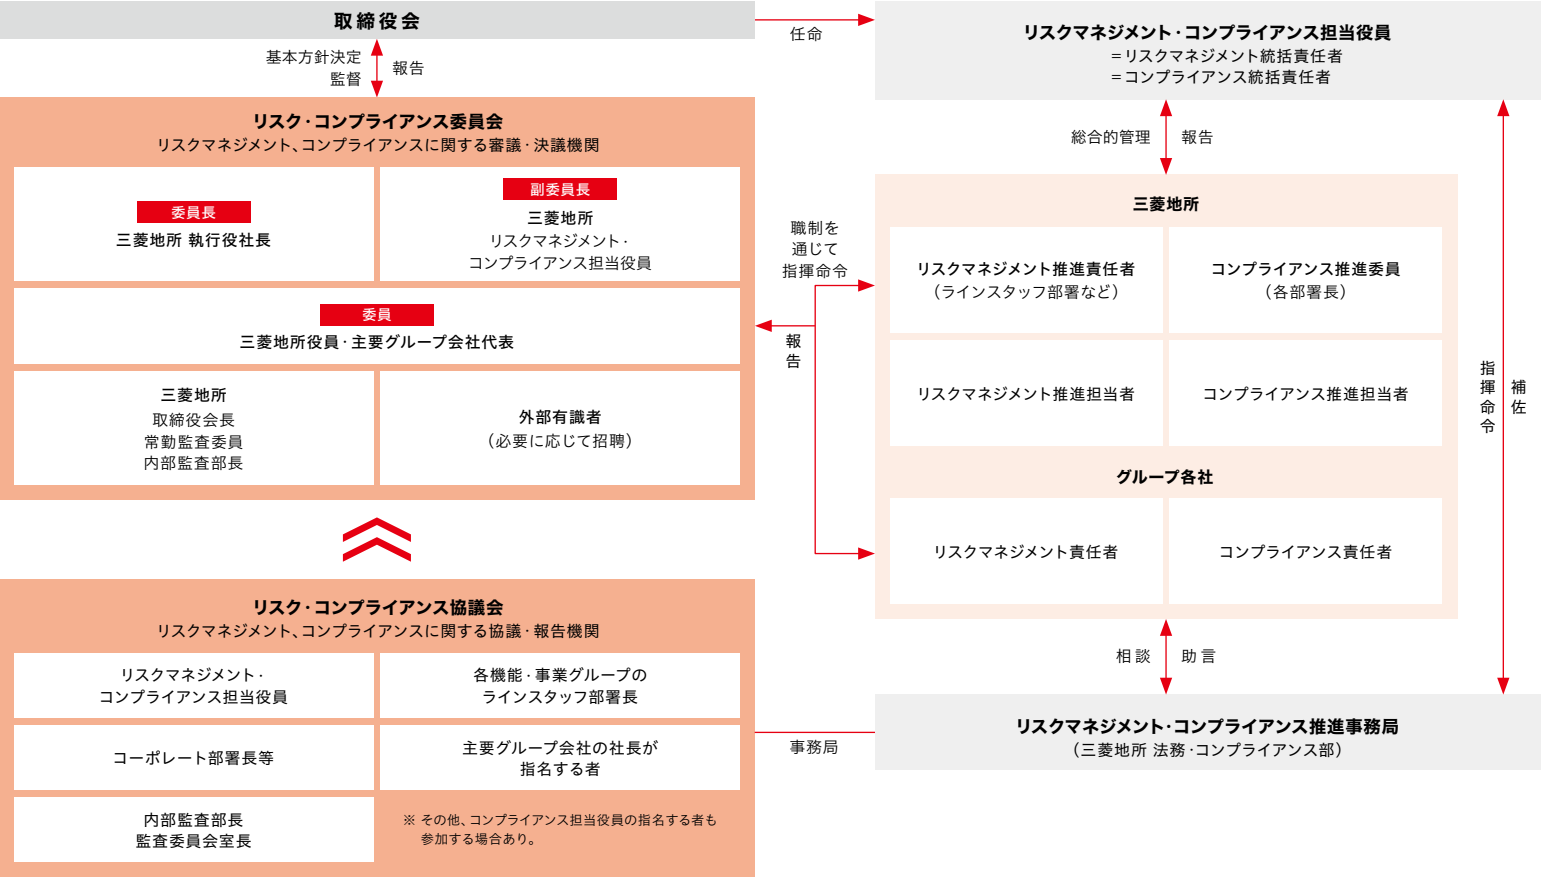 取締役会
基本方針決定
監督
報告
任命
リスクマネジメント・コンプライアンス担当役員
＝リスクマネジメント統括責任者
＝コンプライアンス統括責任者
リスク・コンプライアンス委員会
リスクマネジメント、コンプライアンスに関する審議・決議機関
委員長
三菱地所 執行役社長
副委員長
三菱地所
リスクマネジメント・
コンプライアンス担当役員
委員
三菱地所役員・主要グループ会社代表
三菱地所
取締役会長
常勤監査委員
内部監査部長
外部有識者
（必要に応じて招聘）
職制を
通じて
指揮命令
報告
総合的管理
報告
三菱地所
リスクマネジメント推進責任者
（ラインスタッフ部署など）
コンプライアンス推進委員
（各部署長）
リスクマネジメント推進担当者
コンプライアンス推進担当者
グループ各社
リスクマネジメント責任者
コンプライアンス責任者
指揮命令
補佐
相談
助言
リスク・コンプライアンス協議会
リスクマネジメント、コンプライアンスに関する協議・報告機関
リスクマネジメント・
コンプライアンス担当役員
各機能・事業グループの
ラインスタッフ部署長
コーポレート部署長等
主要グループ会社の社長が
指名する者
内部監査部長
監査委員会室長
※ その他、コンプライアンス担当役員の指名する者も
参加する場合あり。
事務局
リスクマネジメント・コンプライアンス推進事務局
（三菱地所 法務・コンプライアンス部）